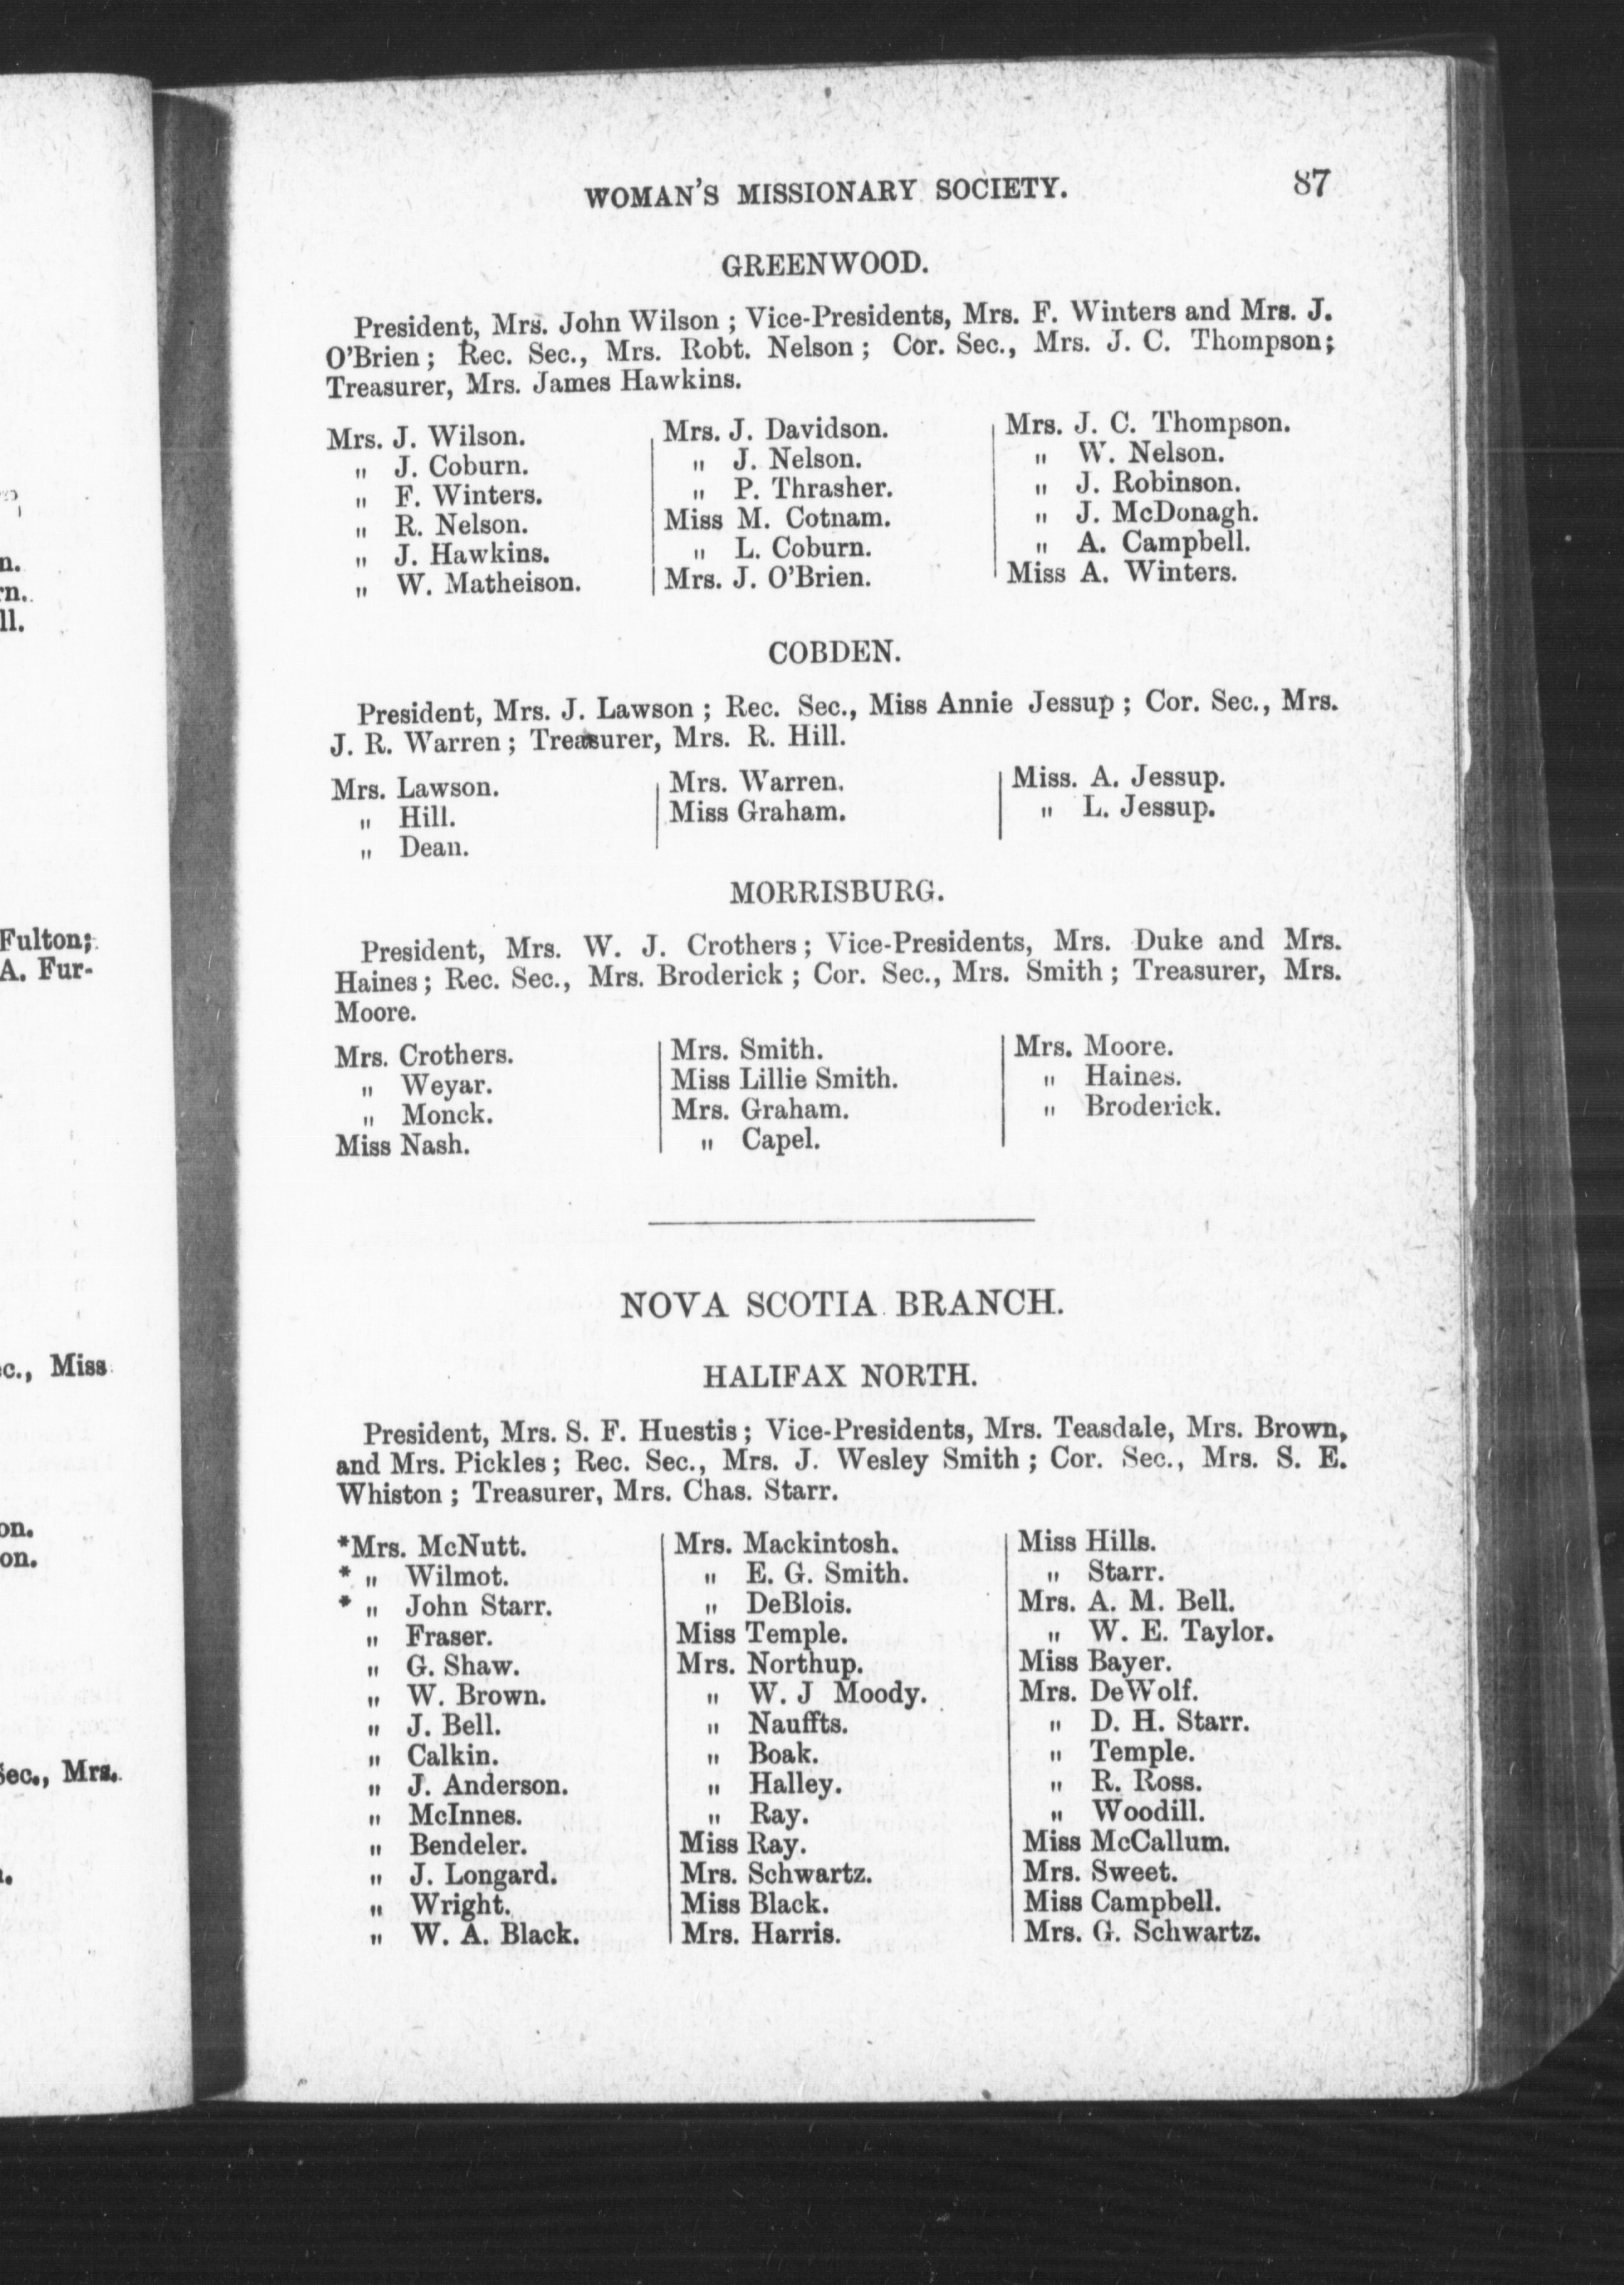 WOMAN'S MISSIONARY SOCIETY. 87
GREENWOOD.
President, Mrs. John Wilson ; Vice-Presidents, Mrs. F. Winters and Mrs. J.
O'Brien ; Rec. Sec., Mrs. Robt. Nelson ; Cor. Sec., Mrs. J. C. Thompson ;
Treasurer, Mrs. James Hawkins.
Mrs. J. Wilson.
" J. Coburn.
" F. Winters.
" R. Nelson.
" J. Hawkins.
" W. Matheison.
Mrs. J. Davidson.
" J. Nelson.
" P. Thrasher.
Miss M. Cotnam.
" L. Coburn.
Mrs. J. O'Brien.
Mrs. J. C. Thompson.
" W. Nelson.
" J. Robinson.
" J. McDonagh.
" A. Campbell.
Miss A. Winters.
COBDEN.
President, Mrs. J. Lawson ; Rec. Sec., Miss Annie Jessup ; Cor. Sec., Mrs.
J. R. Warren ; Treasurer, Mrs. R. Hill.
Mrs. Lawson.
" Hill.
" Dean.
Mrs. Warren.
Miss Graham.
Miss. A. Jessup.
" L. Jessup.
MORRISBURG.
President, Mrs. W. J. Crothers ; Vice-Presidents, Mrs. Duke and Mrs.
Haines ; Rec. Sec., Mrs. Broderick ; Cor. Sec., Mrs. Smith ; Treasurer, Mrs.
Moore.
Mrs. Crothers.
" Weyar.
" Monck.
Miss Nash.
Mrs. Smith.
Miss Lillie Smith.
Mrs. Graham.
" Capel.
Mrs. Moore.
" Haines.
" Broderick.
NOVA SCOTIA BRANCH.
HALIFAX NORTH.
President, Mrs. S. F. Huestis ; Vice-Presidents, Mrs. Teasdale, Mrs. Brown,
and Mrs. Pickles ; Rec. Sec., Mrs. J. Wesley Smith ; Cor. Sec., Mrs. S. E.
Whiston ; Treasurer, Mrs. Chas. Starr.
*Mrs. McNutt.
* " Wilmot.
* " John Starr.
" Fraser.
" G. Shaw.
" W. Brown.
" J. Bell.
" Calkin.
" J. Anderson.
" McInnes.
" Bendeler.
" J. Longard.
" Wright.
" W. A. Black.
Mrs. Mackintosh.
" E. G. Smith.
" DeBlois.
Miss Temple.
Mrs. Northup.
" W. J Moody.
" Nauffts.
" Boak.
" Halley.
" Ray.
Miss Ray.
Mrs. Schwartz.
Miss Black.
Mrs. Harris.
Miss Hills.
" Starr.
Mrs. A. M. Bell.
" W. E. Taylor.
Miss Bayer.
Mrs. DeWolf.
" D. H. Starr.
" Temple.
" R. Ross.
" Woodill.
Miss McCallum.
Mrs. Sweet.
Miss Campbell.
Mrs. G. Schwartz.